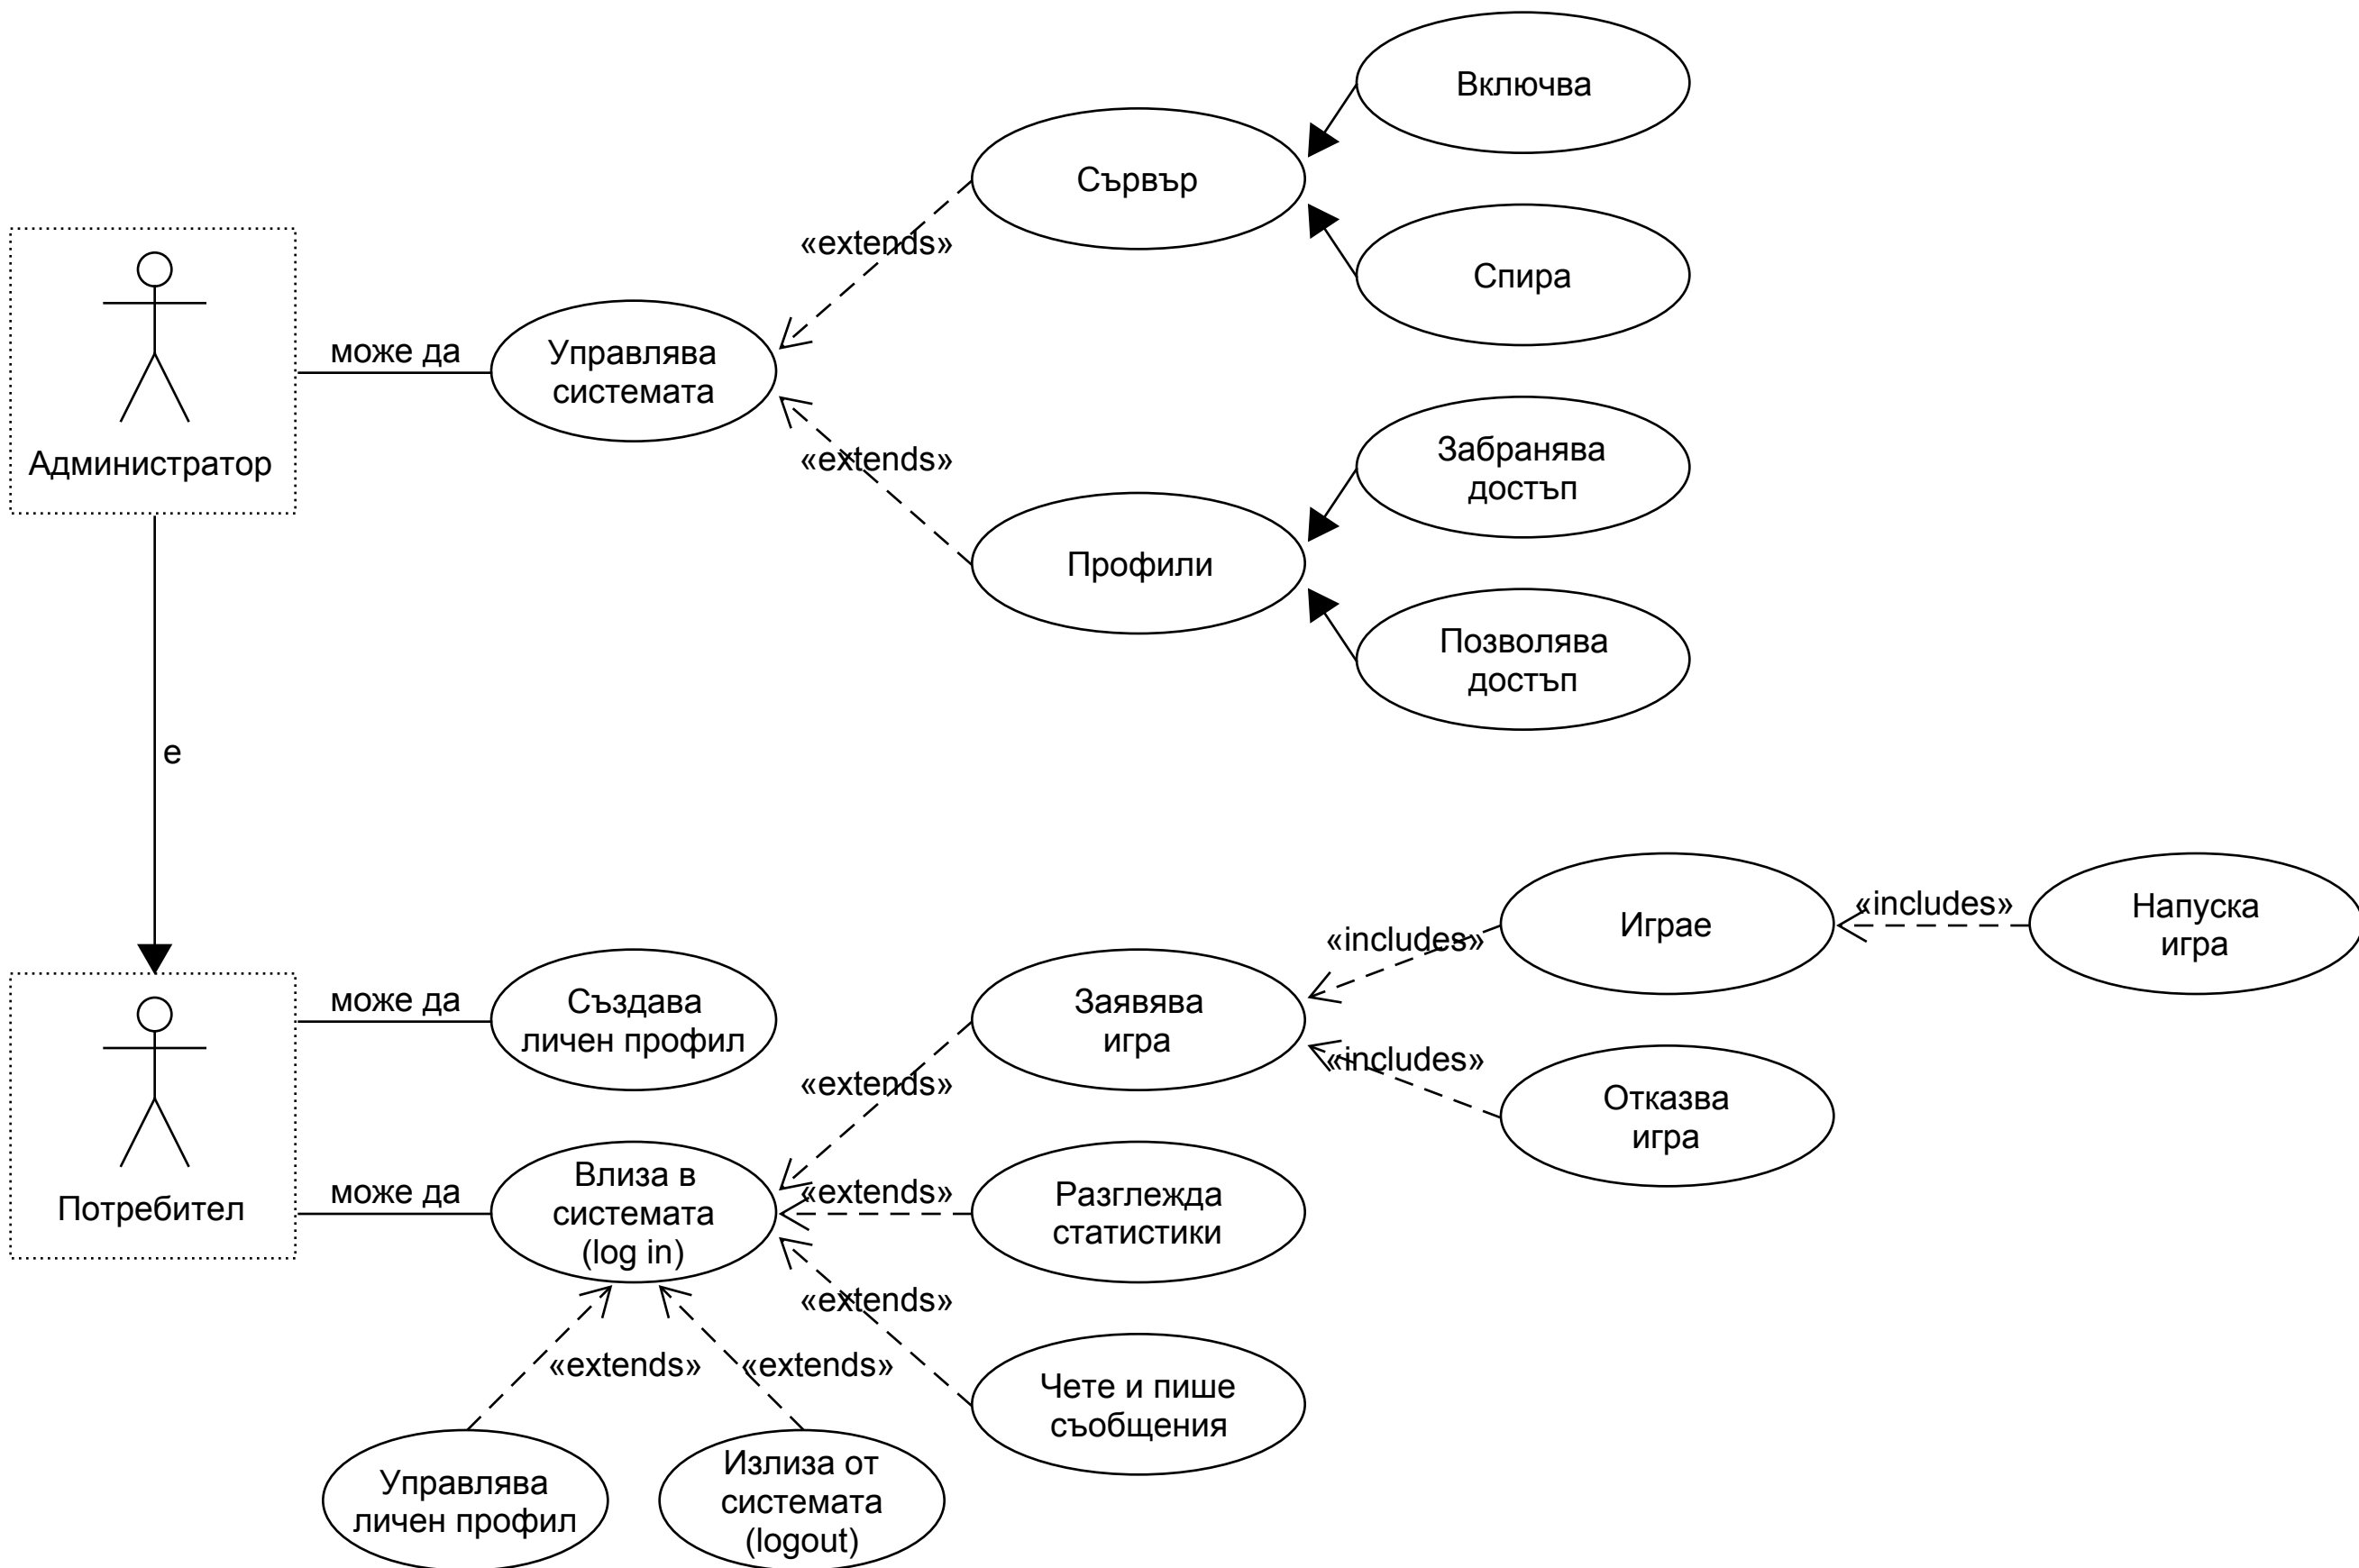 Включва
Сървър
«extends»
Спира
може да
Управлява
системата
Администратор
«extends»
Забранява
достъп
Профили
Позволява
достъп
е
Играе
«includes»
Напуска
игра
«includes»
може да
Създава
личен профил
Заявява
игра
«includes»
«extends»
Отказва
игра
Потребител
може да
Влиза в
системата
(log in)
«extends»
Разглежда
статистики
«extends»
«extends»
«extends»
Чете и пише
съобщения
Управлява
личен профил
Излиза от
системата
(logout)